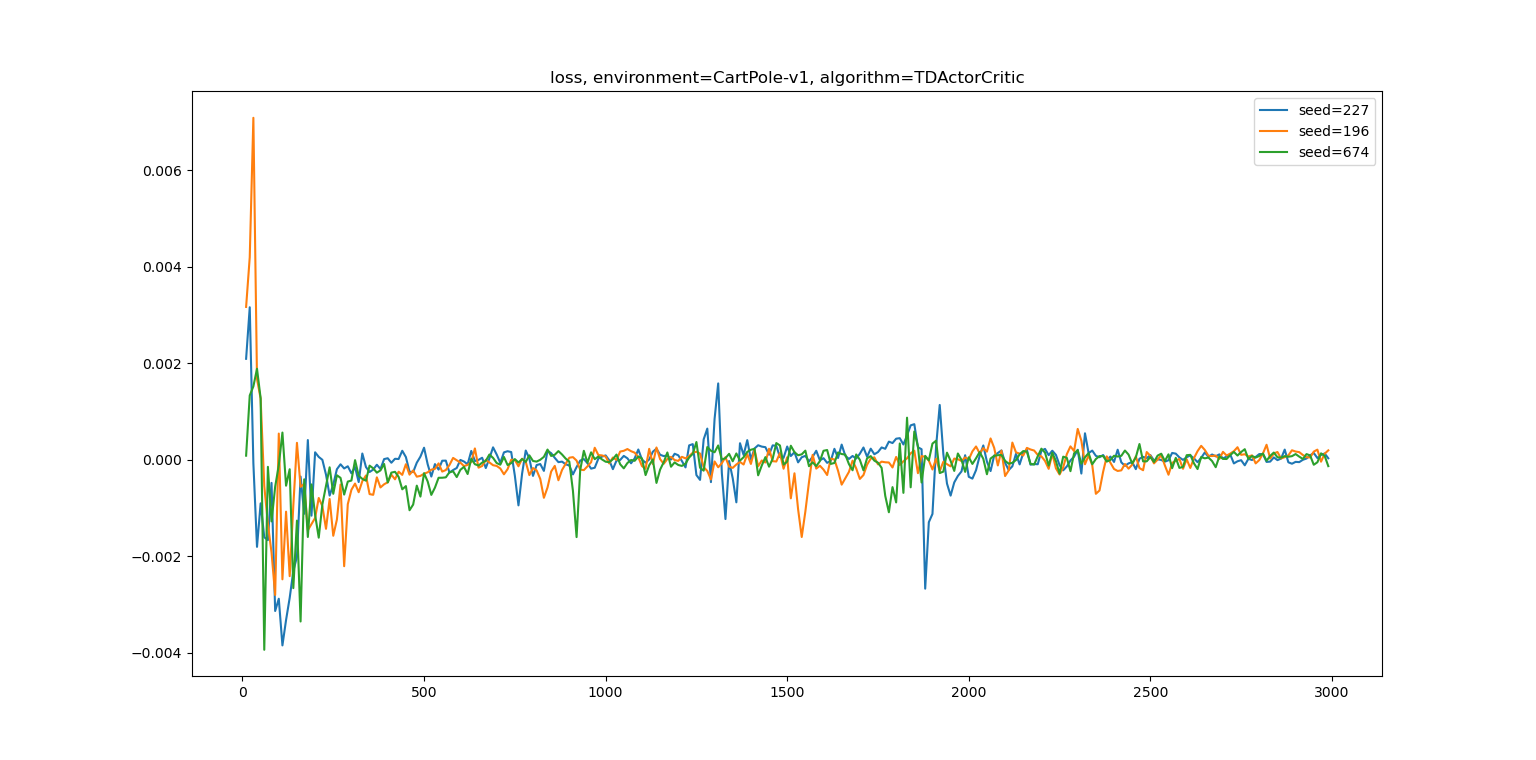 loss, environment=CartPole-v1, algorithm=TDActorCritic
seed=227
seed=196
seed=674
0.006
0.004
0.002
0.000
−0.002
−0.004
0 500 1000 1500 2000 2500 3000